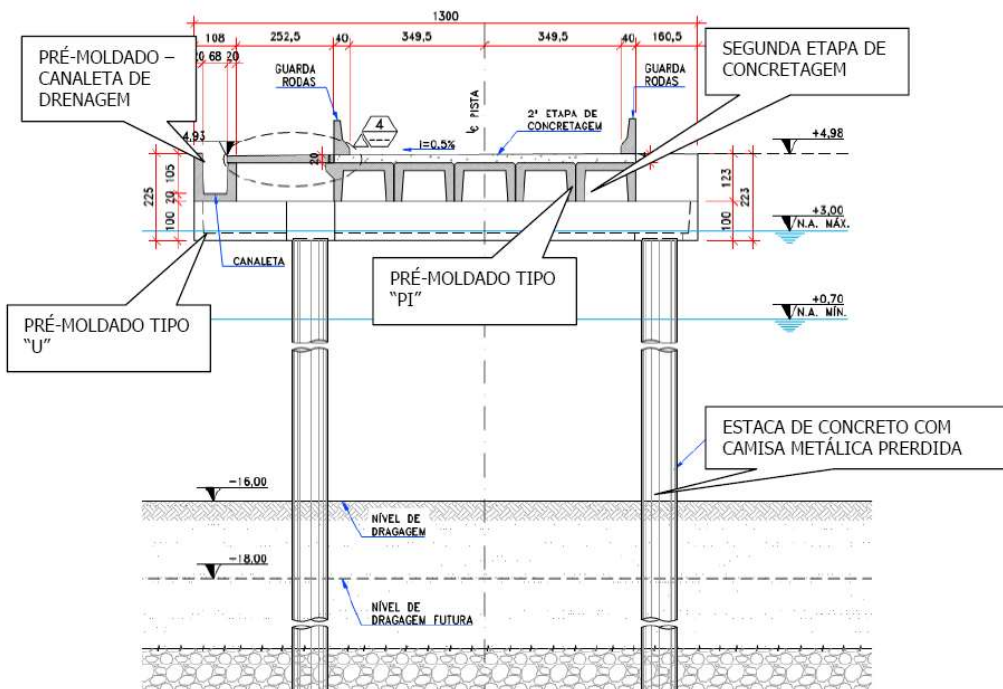 1300
108
252,5
40
349,5
349,5
40
160,5
PRÉ-MOLDADO –
CANALETA DE
DRENAGEM
20 68 20
GUARDA
RODAS
4
℄ PISTA
2ª ETAPA DE
CONCRETAGEM
GUARDA
RODAS
SEGUNDA ETAPA DE
CONCRETAGEM
4,93
20
i=0.5%
+4,98
225
105
20
100
123
100
223
+3,00
N.A. MÁX.
CANALETA
PRÉ-MOLDADO TIPO
“PI”
PRÉ-MOLDADO TIPO
“U”
+0,70
N.A. MÍN.
ESTACA DE CONCRETO COM
CAMISA METÁLICA PRERDIDA
-16,00
NÍVEL DE
DRAGAGEM
-18,00
NÍVEL DE
DRAGAGEM FUTURA